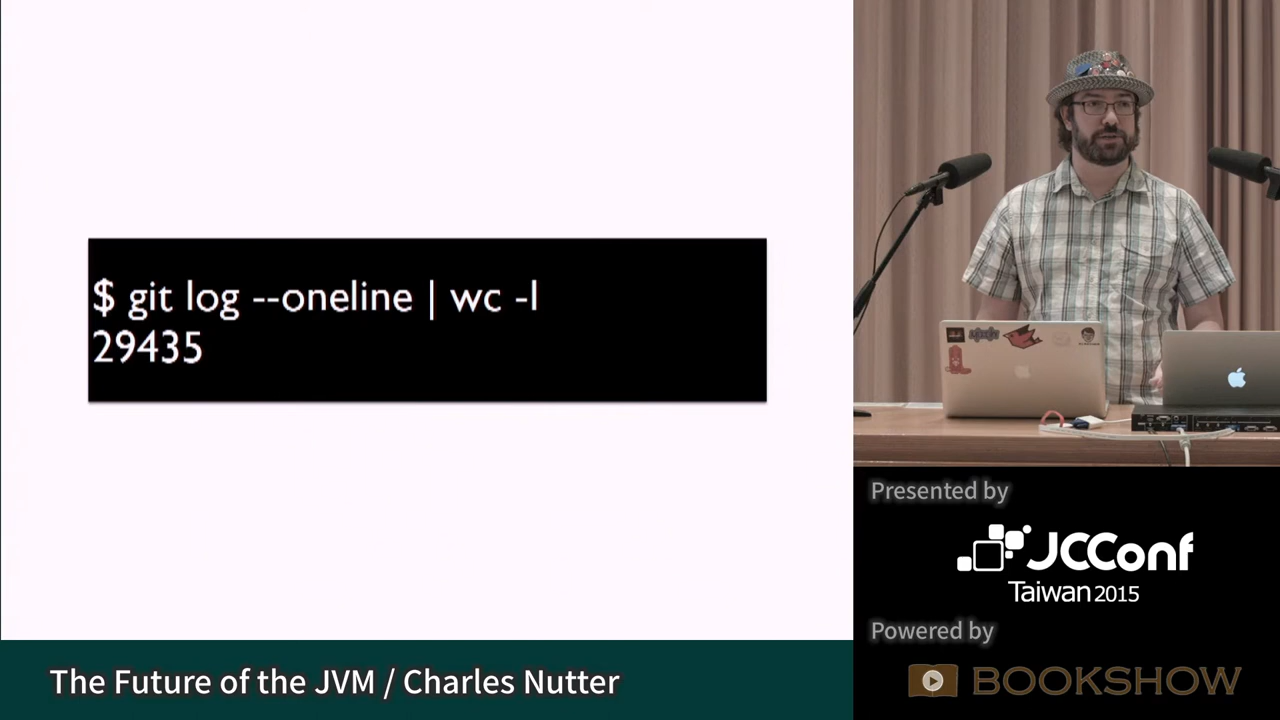 $ git log --oneline | wc -l
29435
Presented by
JCConf
Taiwan 2015
Powered by
BOOKSHOW
The Future of the JVM / Charles Nutter